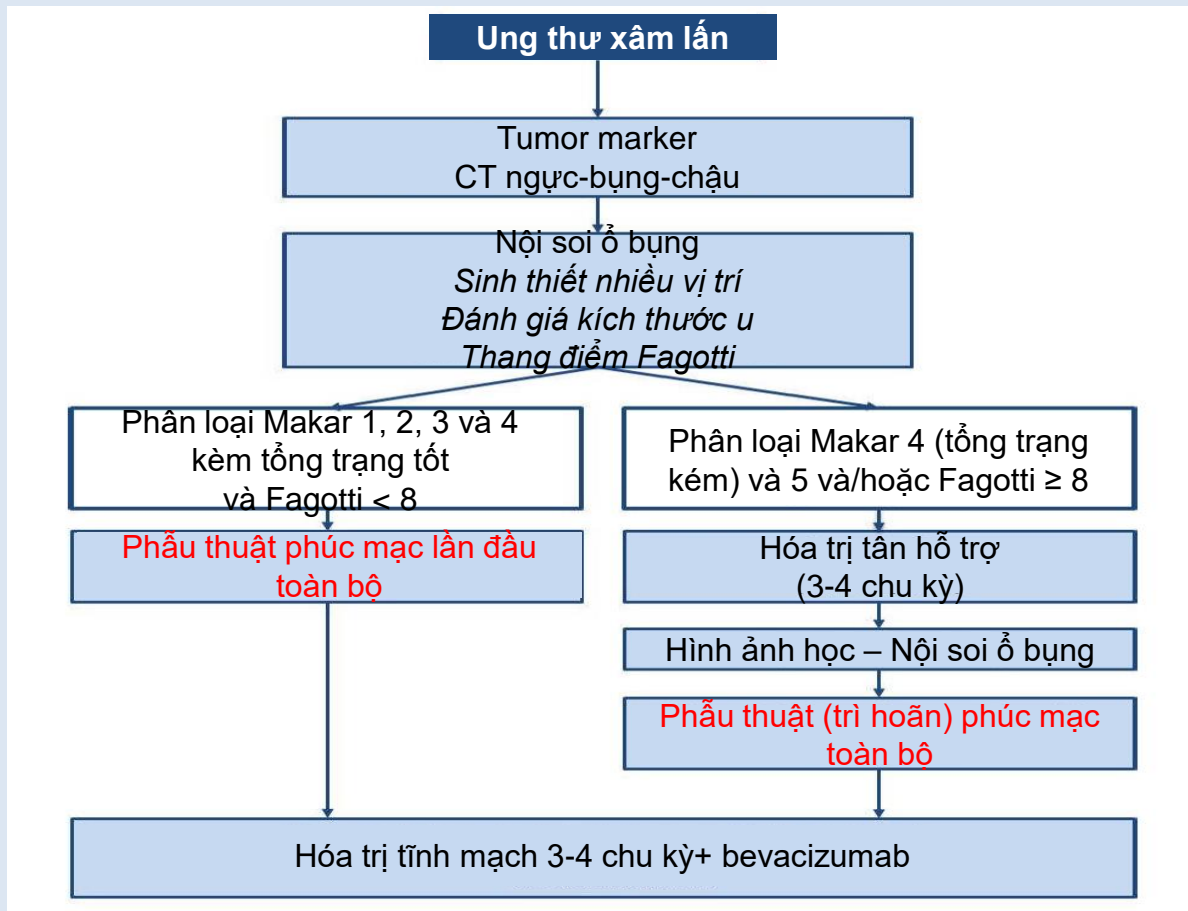 Ung thư xâm lấn
Tumor marker
CT ngực-bụng-chậu
Nội soi ổ bụng
Sinh thiết nhiều vị trí
Đánh giá kích thước u
Thang điểm Fagotti
Phân loại Makar 1, 2, 3 và 4
kèm tổng trạng tốt
và Fagotti < 8
Phẫu thuật phúc mạc lần đầu
toàn bộ
Phân loại Makar 4 (tổng trạng
kém) và 5 và/hoặc Fagotti ≥ 8
Hóa trị tân hỗ trợ
(3-4 chu kỳ)
Hình ảnh học – Nội soi ổ bụng
Phẫu thuật (trì hoãn) phúc mạc
toàn bộ
Hóa trị tĩnh mạch 3-4 chu kỳ+ bevacizumab